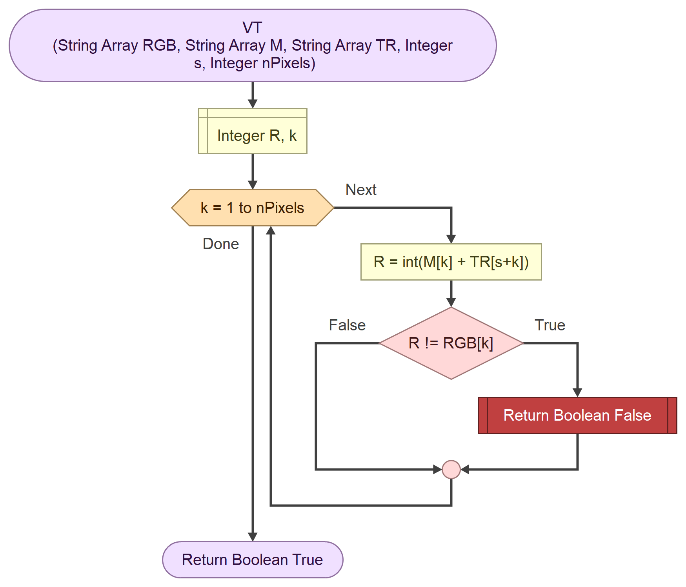 VT
(String Array RGB, String Array M, String Array TR, Integer
s, Integer nPixels)
Integer R, k
k = 1 to nPixels
Next
Done
R = int(M[k] + TR[s+k])
False
True
R != RGB[k]
Return Boolean False
Return Boolean True